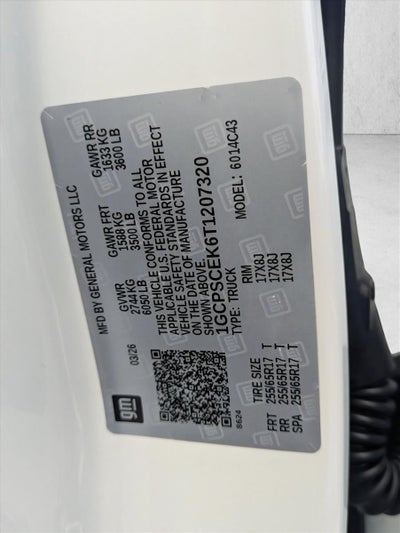 gm
MFD BY GENERAL MOTORS LLC
03/26
GVWR GAWR FRT GAWR RR
2744 KG 1588 KG 1633 KG
6050 LB 3500 LB 3600 LB
THIS VEHICLE CONFORMS TO ALL
APPLICABLE U.S. FEDERAL MOTOR
VEHICLE SAFETY STANDARDS IN EFFECT
ON THE DATE OF MANUFACTURE
SHOWN ABOVE.
1GCPSCEK6T1207320
TYPE: TRUCK MODEL: 6014C43
8624
TIRE SIZE RIM
FRT 255/65R17 T 17X8J
RR 255/65R17 T 17X8J
SPA 255/65R17 T 17X8J